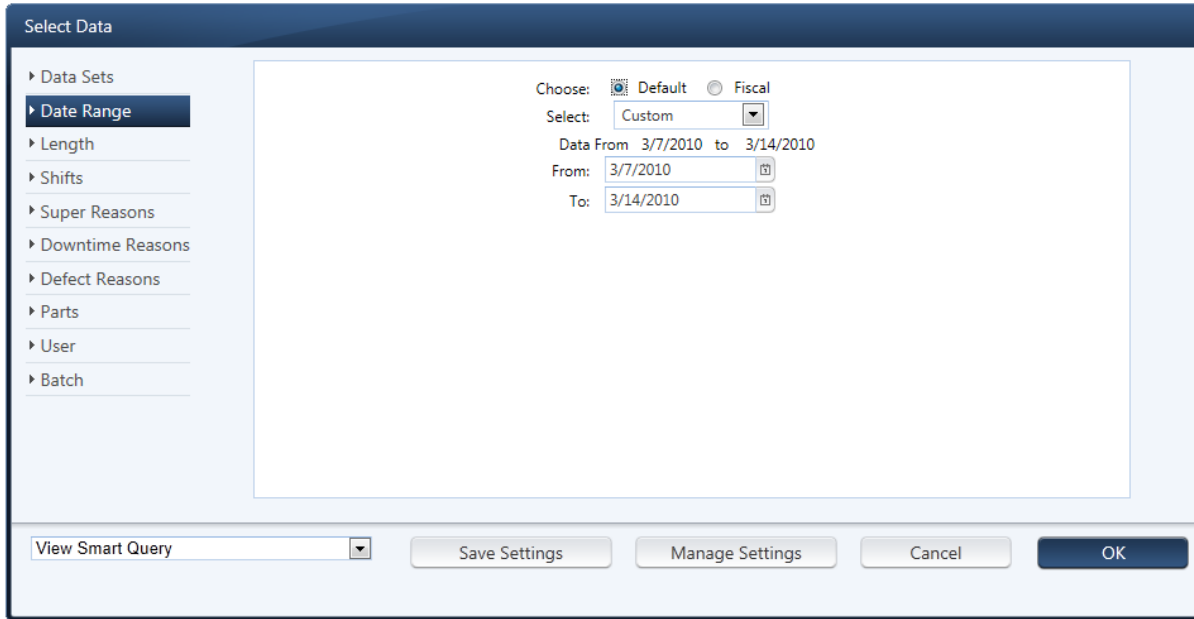 Select Data
Data Sets
Date Range
Length
Shifts
Super Reasons
Downtime Reasons
Defect Reasons
Parts
User
Batch
Choose: Default Fiscal
Select: Custom
Data From 3/7/2010 to 3/14/2010
From: 3/7/2010
To: 3/14/2010
View Smart Query Save Settings Manage Settings Cancel OK